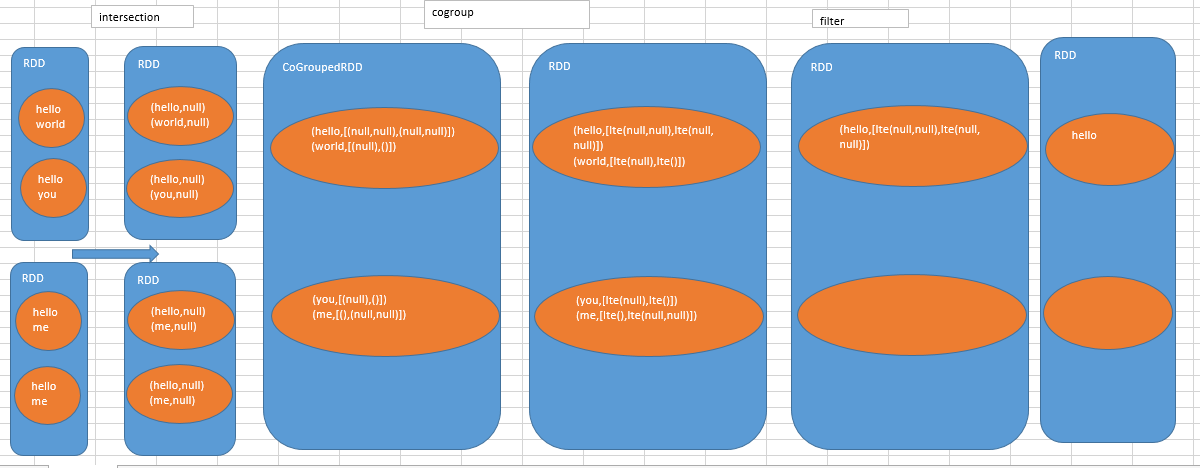 intersection
cogroup
filter
RDD
hello
world
hello
you
RDD
(hello,null)
(world,null)
(hello,null)
(you,null)
RDD
hello
me
hello
me
RDD
(hello,null)
(me,null)
(hello,null)
(me,null)
CoGroupedRDD
(hello,[(null,null),(null,null)])
(world,[(null),()])
(you,[(null),()])
(me,[(),(null,null)])
RDD
(hello,[Ite(null,null),Ite(null,
null)])
(world,[Ite(null),Ite()])
(you,[Ite(null),Ite()])
(me,[Ite(),Ite(null,null)])
RDD
(hello,[Ite(null,null),Ite(null,
null)])
RDD
hello